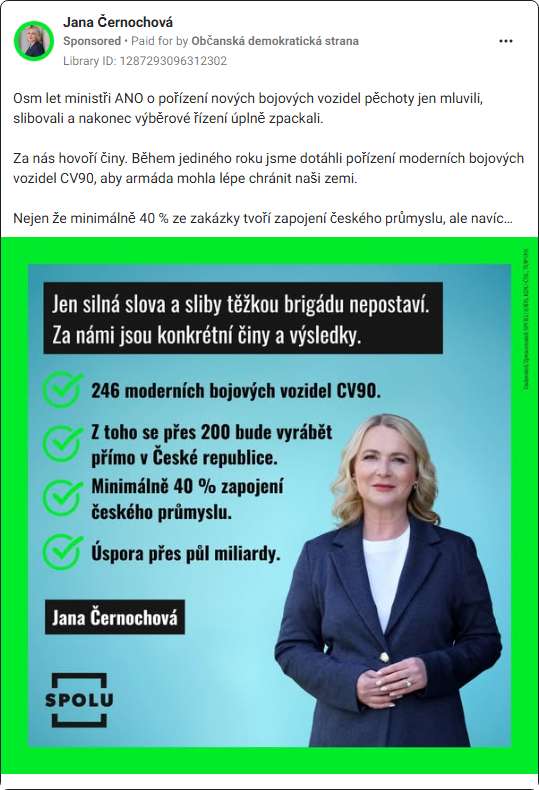 Jana Černochová
Sponsored • Paid for by Občanská demokratická strana
Library ID: 1287293096312302
Osm let ministři ANO o pořízení nových bojových vozidel pěchoty jen mluvili,
slibovali a nakonec výběrové řízení úplně zpackali.
Za nás hovoří činy. Během jediného roku jsme dotáhli pořízení moderních bojových
vozidel CV90, aby armáda mohla lépe chránit naši zemi.
Nejen že minimálně 40 % ze zakázky tvoří zapojení českého průmyslu, ale navíc...
Jen silná slova a sliby těžkou brigádu nepostaví.
Za námi jsou konkrétní činy a výsledky.
246 moderních bojových vozidel CV90.
Z toho se přes 200 bude vyrábět
přímo v České republice.
Minimálně 40 % zapojení
českého průmyslu.
Úspora přes půl miliardy.
Jana Černochová
SPOLU